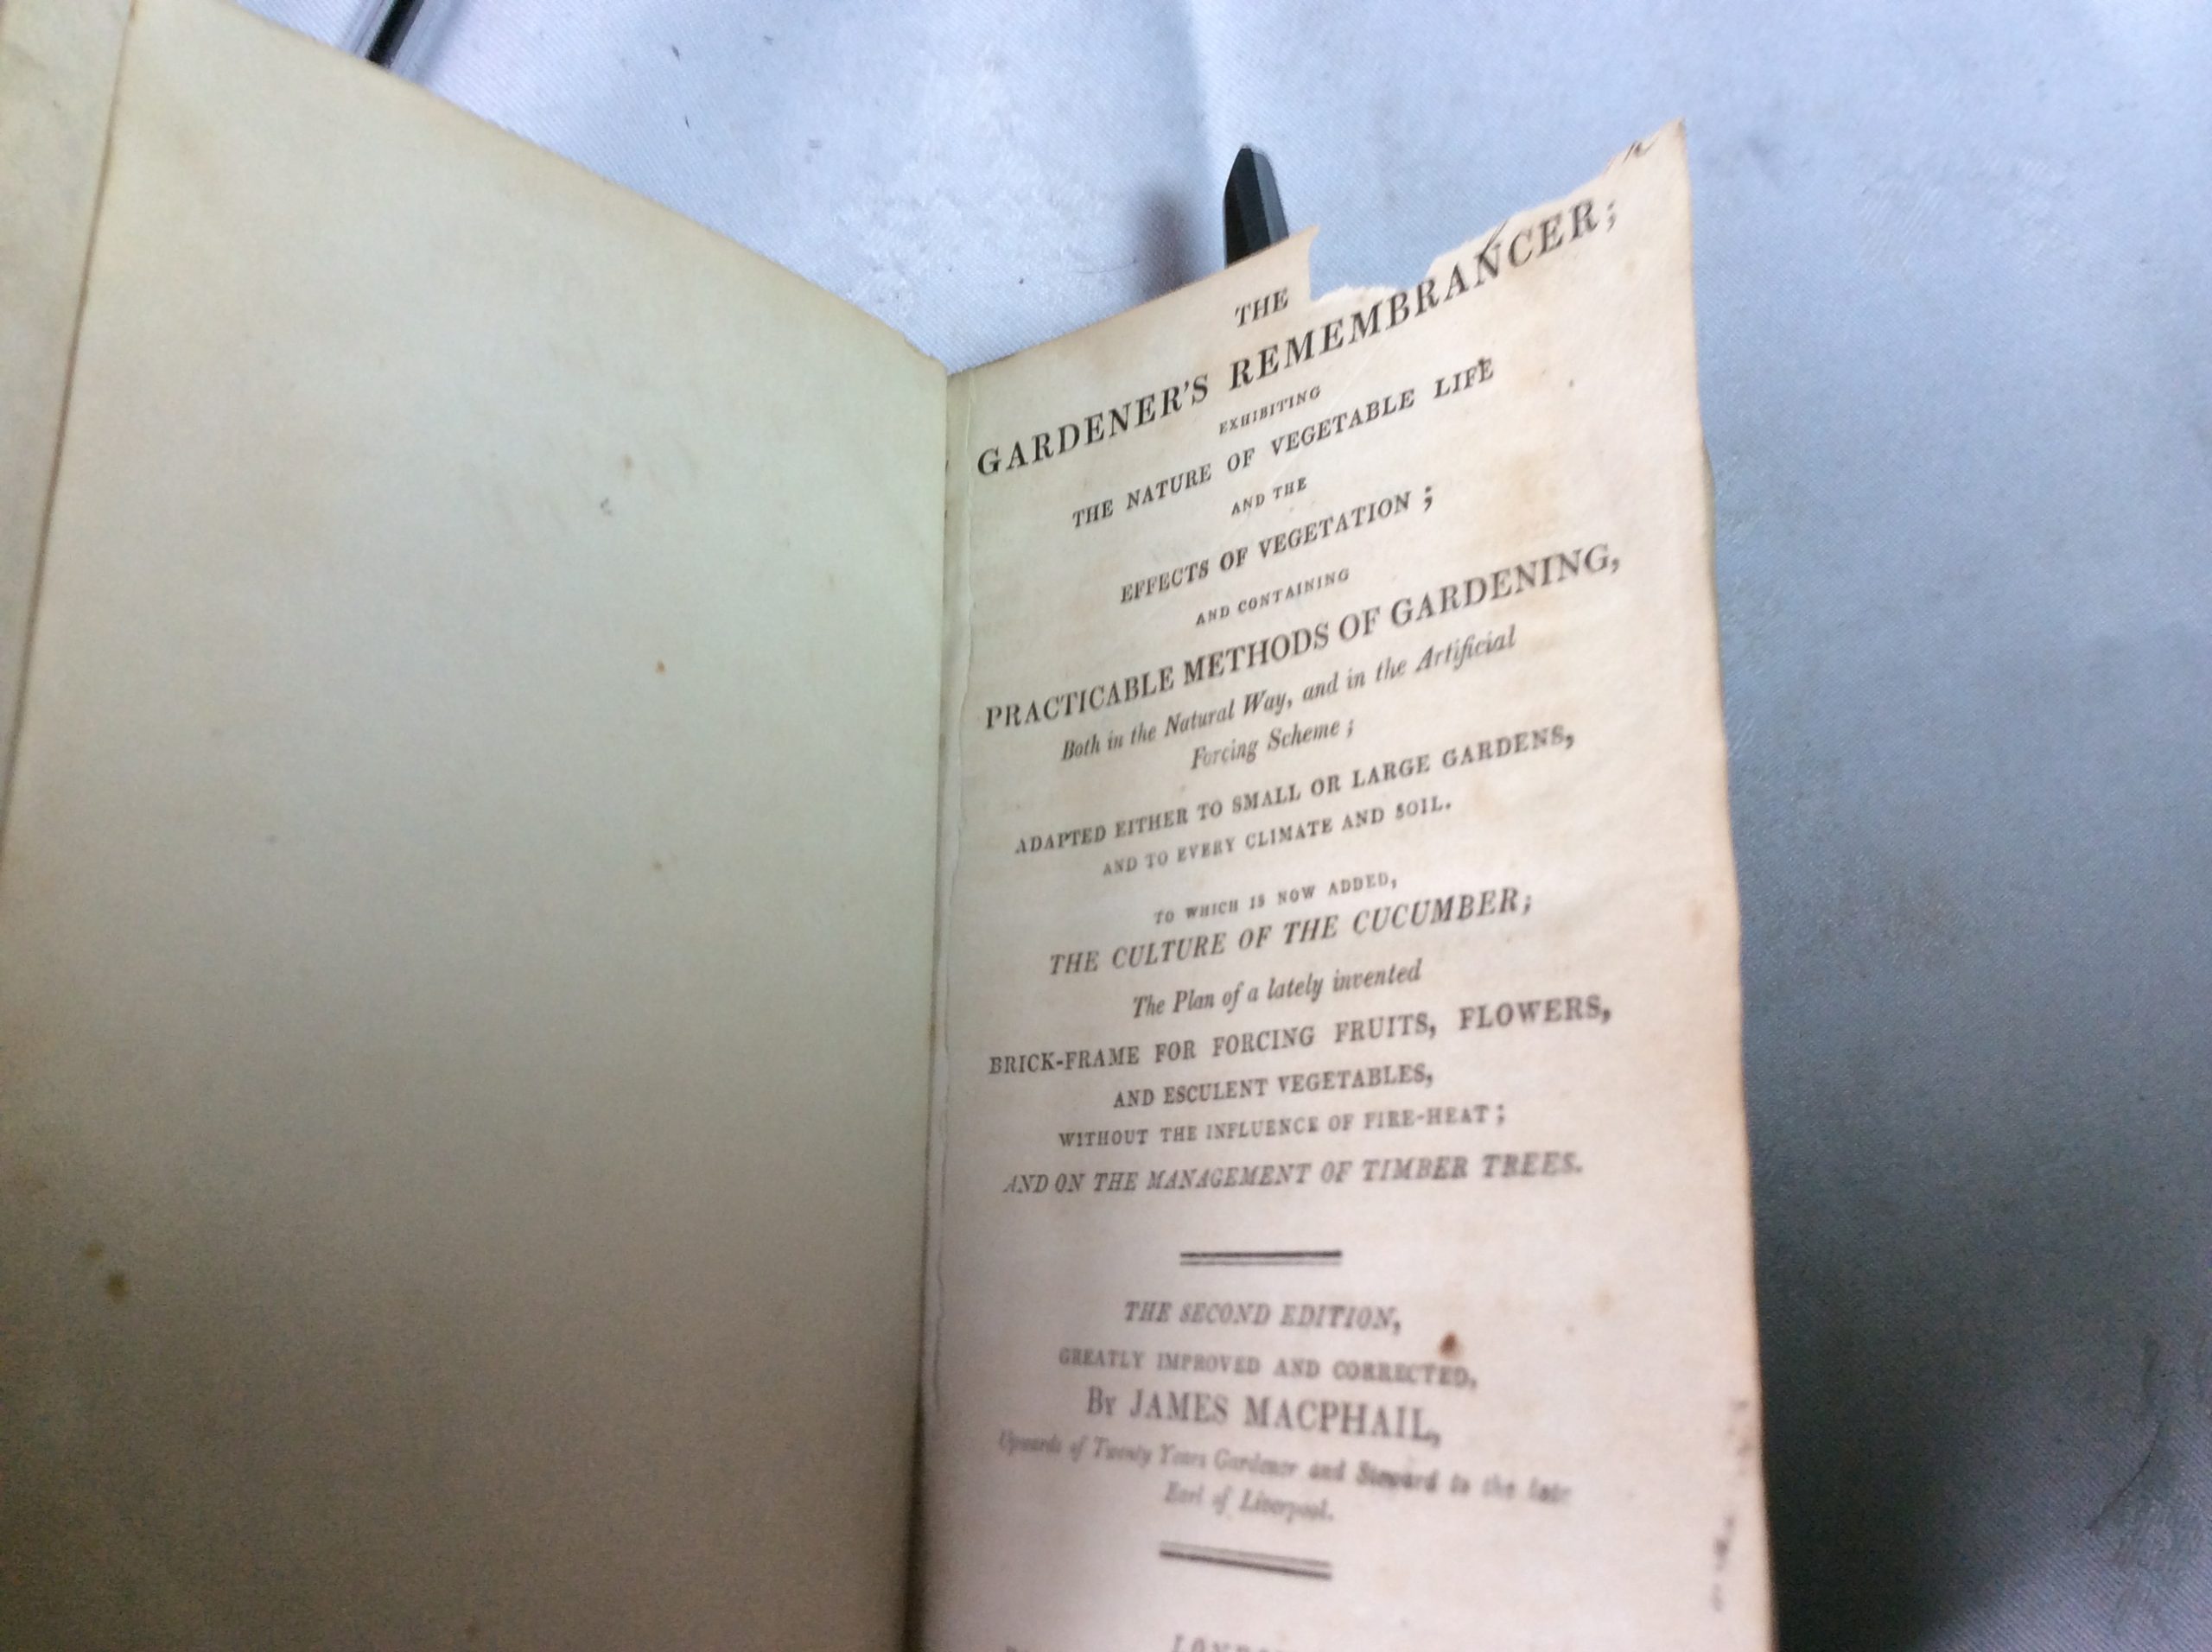 THE
GARDENER'S REMEMBRANCER;
EXHIBITING
THE NATURE OF VEGETABLE LIFE
AND THE
EFFECTS OF VEGETATION;
AND CONTAINING
PRACTICABLE METHODS OF GARDENING,
Both in the Natural Way, and in the Artificial
Forcing Scheme;
ADAPTED EITHER TO SMALL OR LARGE GARDENS,
AND TO EVERY CLIMATE AND SOIL.
TO WHICH IS NOW ADDED,
THE CULTURE OF THE CUCUMBER;
The Plan of a lately invented
BRICK-FRAME FOR FORCING FRUITS, FLOWERS,
AND ESCULENT VEGETABLES,
WITHOUT THE INFLUENCE OF FIRE-HEAT;
AND ON THE MANAGEMENT OF TIMBER TREES.
THE SECOND EDITION,
GREATLY IMPROVED AND CORRECTED,
By JAMES MACPHAIL,
Upwards of Twenty Years Gardener and Steward to the late
Earl of Liverpool.